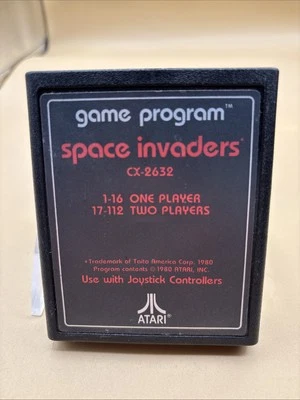 game program™
space invaders*
CX-2632
1-16 ONE PLAYER
17-112 TWO PLAYERS
*Trademark of Taito America Corp. 1980
Program contents © 1980 ATARI, INC.
Use with Joystick Controllers
ATARI